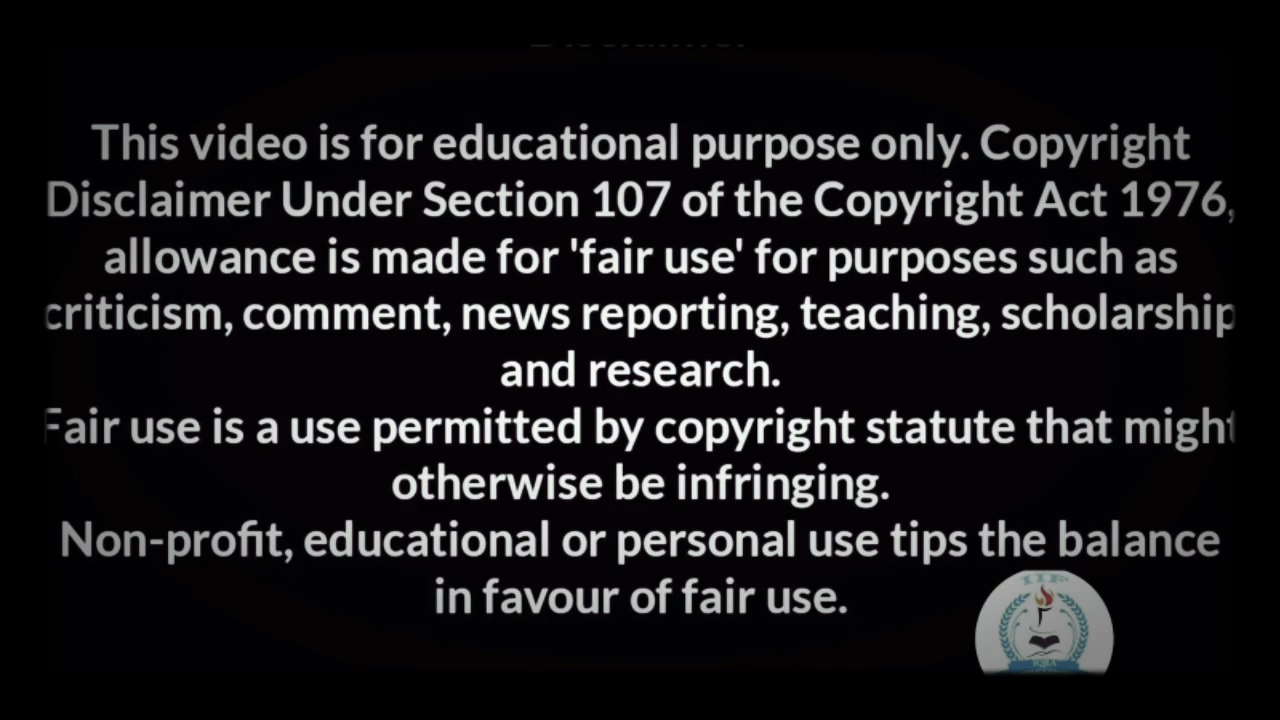 Disclaimer
This video is for educational purpose only. Copyright
Disclaimer Under Section 107 of the Copyright Act 1976,
allowance is made for 'fair use' for purposes such as
criticism, comment, news reporting, teaching, scholarship
and research.
Fair use is a use permitted by copyright statute that might
otherwise be infringing.
Non-profit, educational or personal use tips the balance
in favour of fair use.
IIF